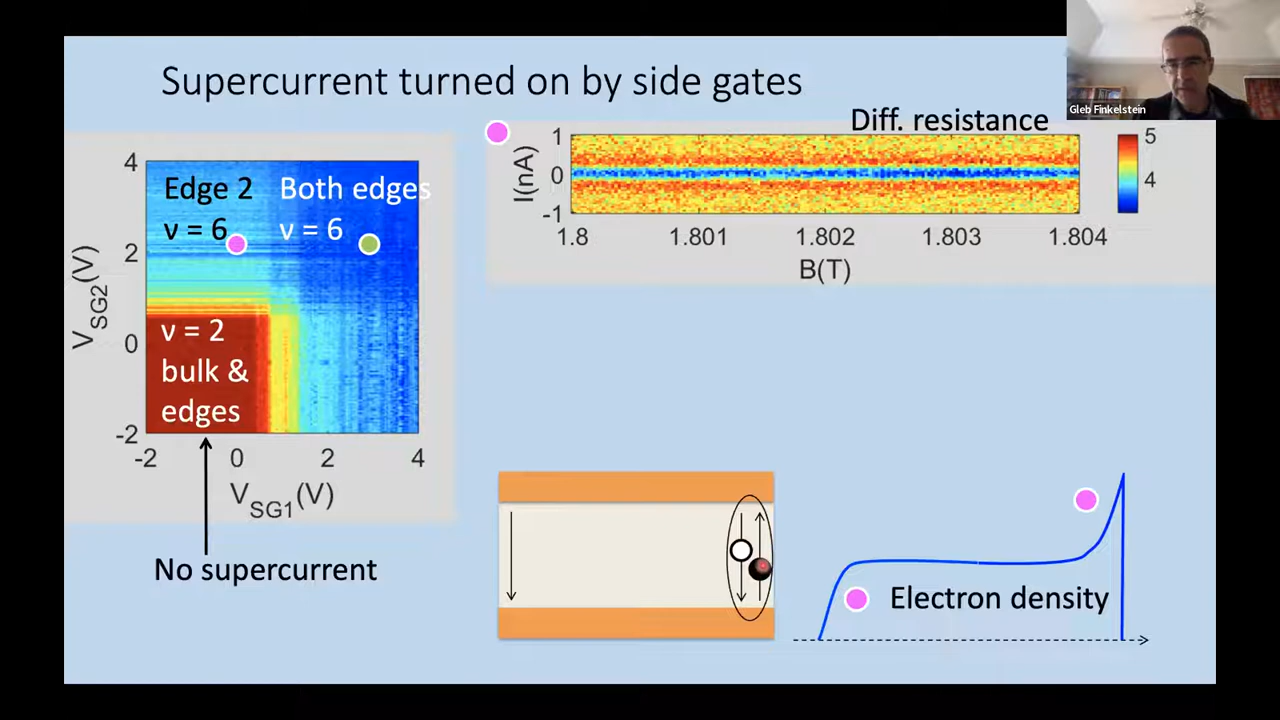 Supercurrent turned on by side gates
Gleb Finkelstein
Diff. resistance
4
2
0
-2
V_SG2(V)
Edge 2
ν = 6
Both edges
ν = 6
ν = 2
bulk &
edges
-2 0 2 4
V_SG1(V)
No supercurrent
1
0
-1
I(nA)
1.8 1.801 1.802 1.803 1.804
B(T)
5
4
Electron density